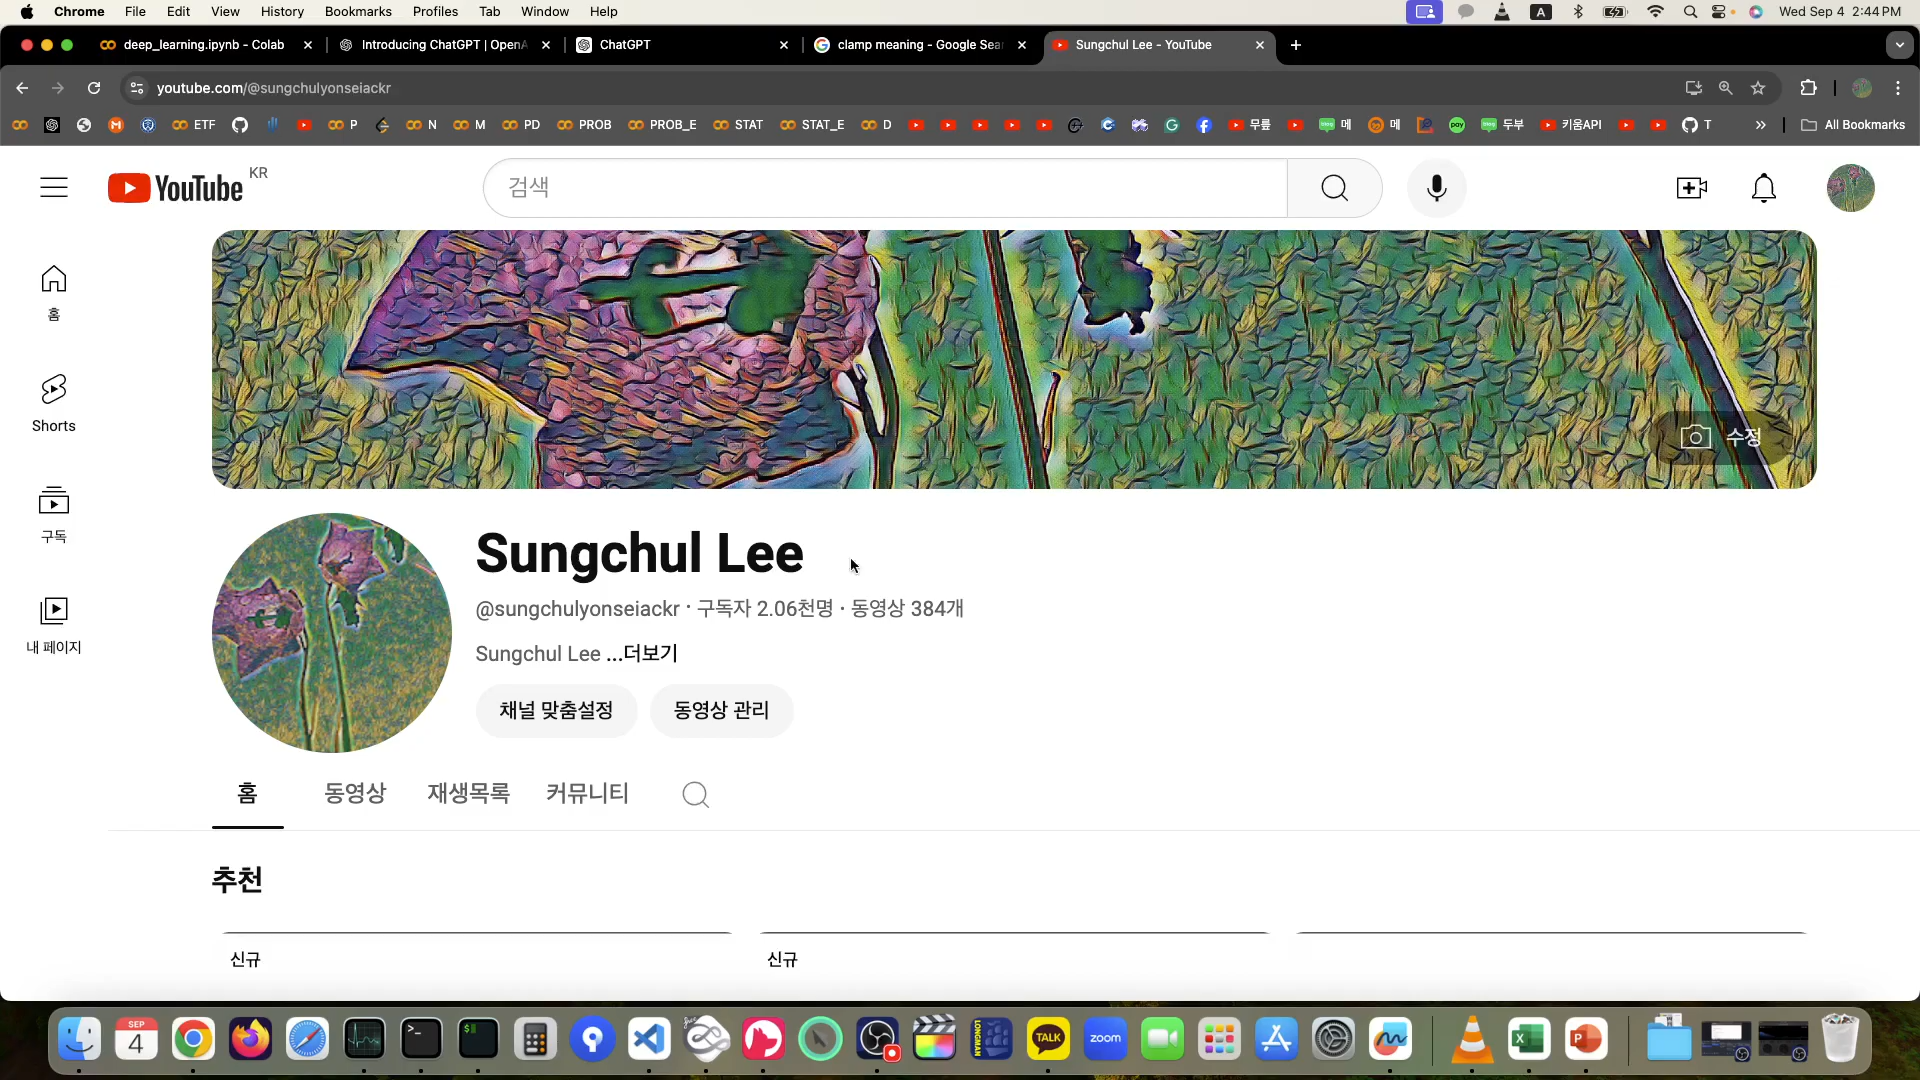 Chrome File Edit View History Bookmarks Profiles Tab Window Help A Wed Sep 4 2:44 PM
deep_learning.ipynb - Colab Introducing ChatGPT | OpenA ChatGPT clamp meaning - Google Sea Sungchul Lee - YouTube
youtube.com/@sungchulyonseiackr
ETF P N M PD PROB PROB_E STAT STAT_E D 무릎 메 메 두부 키움API T » All Bookmarks
YouTube KR
검색
홈
Shorts
구독
내 페이지
수정
Sungchul Lee
@sungchulyonseiackr · 구독자 2.06천명 · 동영상 384개
Sungchul Lee ...더보기
채널 맞춤설정 동영상 관리
홈 동영상 재생목록 커뮤니티
추천
신규 신규
SEP
4
LONGMAN
TALK
zoom